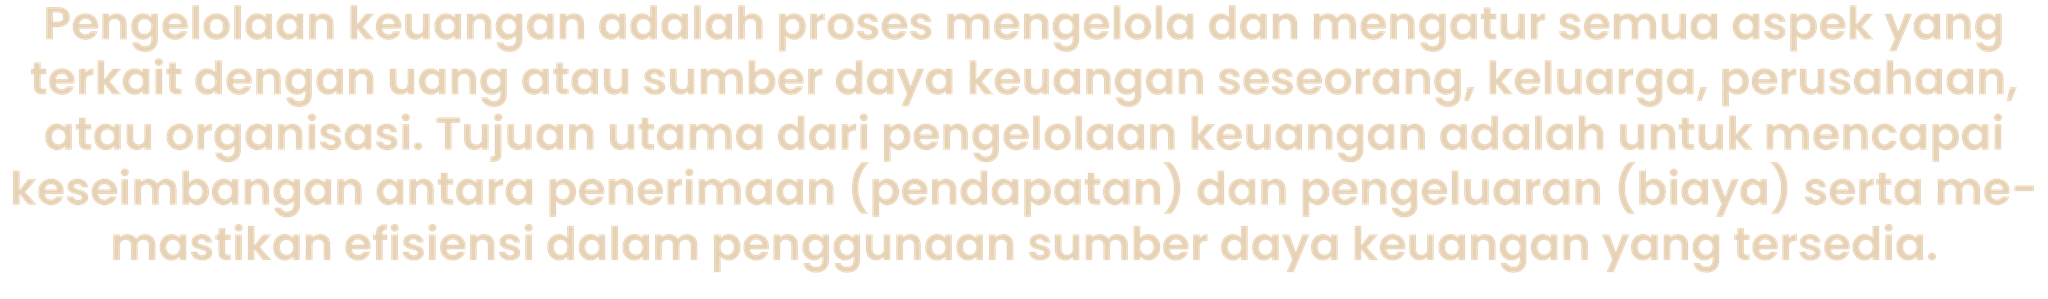 Pengelolaan keuangan adalah proses mengelola dan mengatur semua aspek yang
terkait dengan uang atau sumber daya keuangan seseorang, keluarga, perusahaan,
atau organisasi. Tujuan utama dari pengelolaan keuangan adalah untuk mencapai
keseimbangan antara penerimaan (pendapatan) dan pengeluaran (biaya) serta me-
mastikan efisiensi dalam penggunaan sumber daya keuangan yang tersedia.